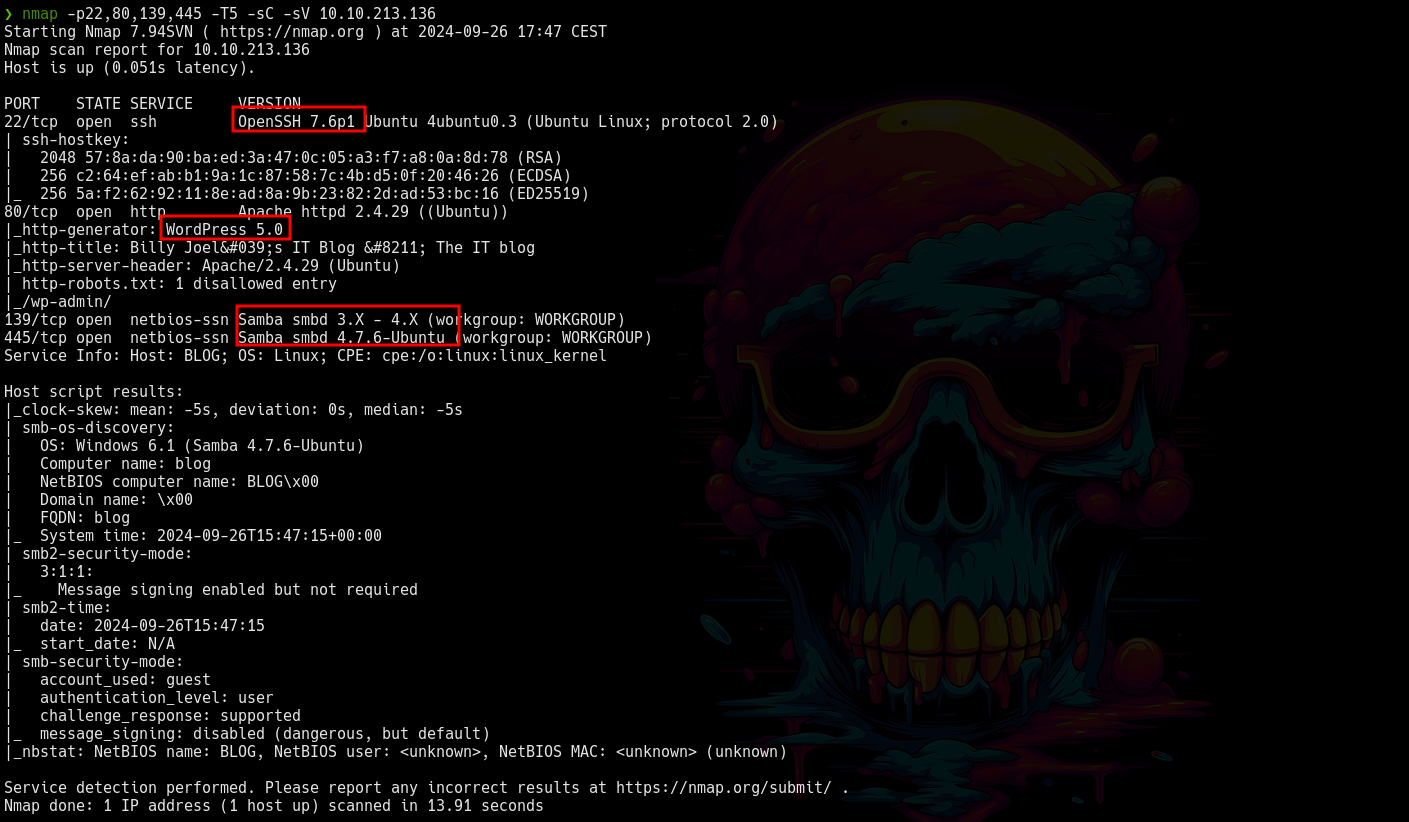 ❯ nmap -p22,80,139,445 -T5 -sC -sV 10.10.213.136
Starting Nmap 7.94SVN ( https://nmap.org ) at 2024-09-26 17:47 CEST
Nmap scan report for 10.10.213.136
Host is up (0.051s latency).

PORT    STATE SERVICE     VERSION
22/tcp  open  ssh         OpenSSH 7.6p1 Ubuntu 4ubuntu0.3 (Ubuntu Linux; protocol 2.0)
| ssh-hostkey:
|   2048 57:8a:da:90:ba:ed:3a:47:0c:05:a3:f7:a8:0a:8d:78 (RSA)
|   256 c2:64:ef:ab:b1:9a:1c:87:58:7c:4b:d5:0f:20:46:26 (ECDSA)
|_  256 5a:f2:62:92:11:8e:ad:8a:9b:23:82:2d:ad:53:bc:16 (ED25519)
80/tcp  open  http        Apache httpd 2.4.29 ((Ubuntu))
|_http-generator: WordPress 5.0
|_http-title: Billy Joel&#039;s IT Blog &#8211; The IT blog
|_http-server-header: Apache/2.4.29 (Ubuntu)
| http-robots.txt: 1 disallowed entry
|_/wp-admin/
139/tcp open  netbios-ssn Samba smbd 3.X - 4.X (workgroup: WORKGROUP)
445/tcp open  netbios-ssn Samba smbd 4.7.6-Ubuntu (workgroup: WORKGROUP)
Service Info: Host: BLOG; OS: Linux; CPE: cpe:/o:linux:linux_kernel

Host script results:
|_clock-skew: mean: -5s, deviation: 0s, median: -5s
| smb-os-discovery:
|   OS: Windows 6.1 (Samba 4.7.6-Ubuntu)
|   Computer name: blog
|   NetBIOS computer name: BLOG\x00
|   Domain name: \x00
|   FQDN: blog
|_  System time: 2024-09-26T15:47:15+00:00
| smb2-security-mode:
|   3:1:1:
|_    Message signing enabled but not required
| smb2-time:
|   date: 2024-09-26T15:47:15
|_  start_date: N/A
| smb-security-mode:
|   account_used: guest
|   authentication_level: user
|   challenge_response: supported
|_  message_signing: disabled (dangerous, but default)
|_nbstat: NetBIOS name: BLOG, NetBIOS user: <unknown>, NetBIOS MAC: <unknown> (unknown)

Service detection performed. Please report any incorrect results at https://nmap.org/submit/ .
Nmap done: 1 IP address (1 host up) scanned in 13.91 seconds